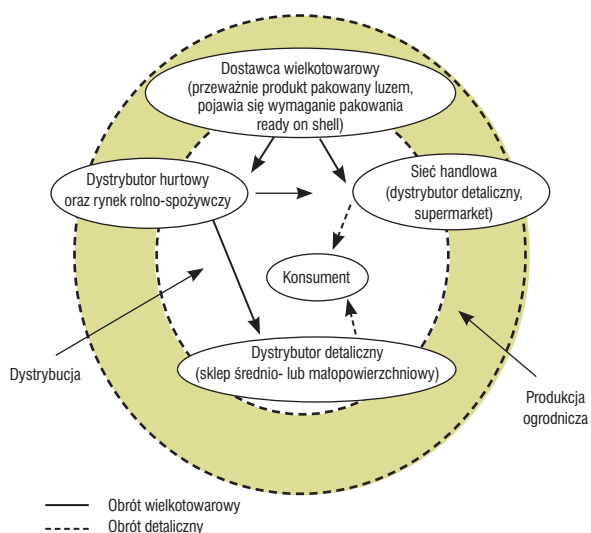 Dostawca wielkotowarowy
(przeważnie produkt pakowany luzem,
pojawia się wymaganie pakowania
ready on shell)
Dystrybutor hurtowy
oraz rynek rolno-spożywczy
Sieć handlowa
(dystrybutor detaliczny,
supermarket)
Konsument
Dystrybutor detaliczny
(sklep średnio- lub małopowierzchniowy)
Dystrybucja
Produkcja
ogrodnicza
Obrót wielkotowarowy
Obrót detaliczny